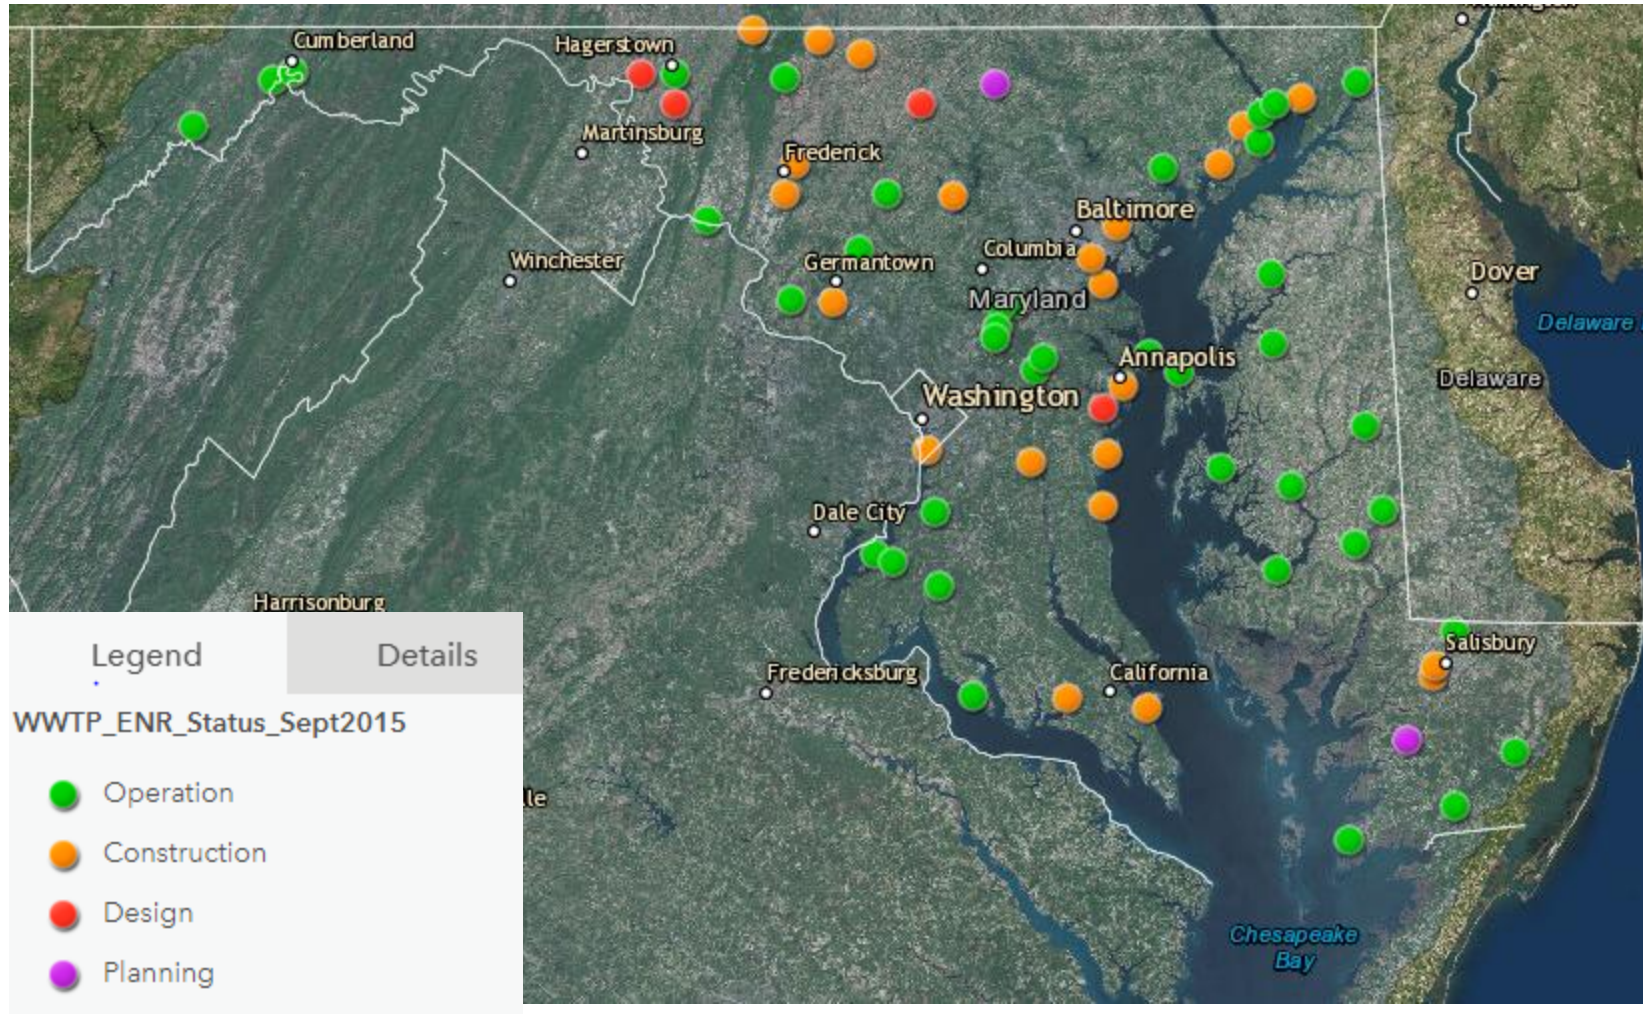 Cumberland
Hagerstown
Martinsburg
Frederick
Baltimore
Winchester
Germantown
Columbia
Maryland
Dover
Delaware
Annapolis
Delaware
Washington
Dale City
Harrisonburg
Salisbury
Fredericksburg
California
Legend
Details
WWTP_ENR_Status_Sept2015
Operation
lle
Construction
Design
Chesapeake
Bay
Planning